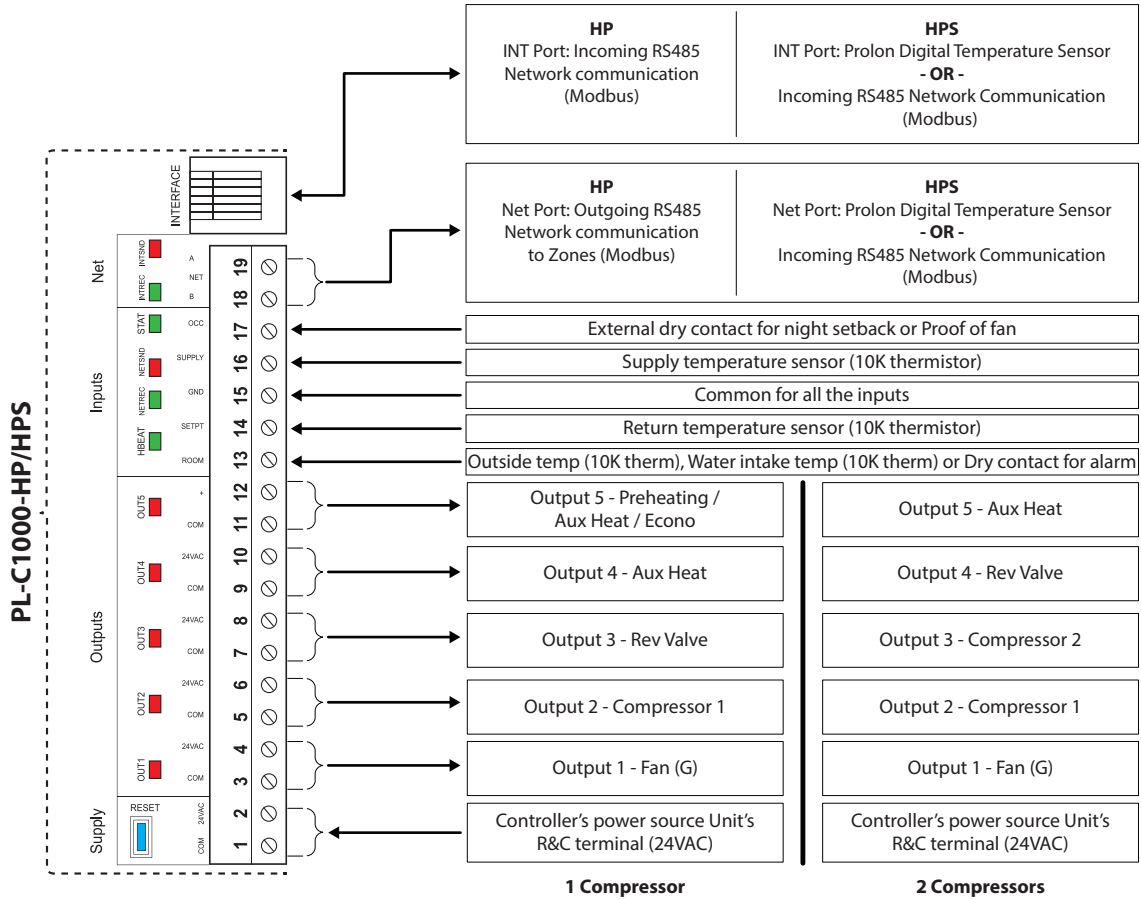 HP
INT Port: Incoming RS485
Network communication
(Modbus)
HPS
INT Port: Prolon Digital Temperature Sensor
- OR -
Incoming RS485 Network Communication
(Modbus)
HP
Net Port: Outgoing RS485
Network communication
to Zones (Modbus)
HPS
Net Port: Prolon Digital Temperature Sensor
- OR -
Incoming RS485 Network Communication
(Modbus)
PL-C1000-HP/HPS
INTERFACE
Net
INTSND
INTREC
A
NET
B
19
18
Inputs
STAT
NETSND
NETREC
HBEAT
OCC
17
External dry contact for night setback or Proof of fan
SUPPLY
16
Supply temperature sensor (10K thermistor)
GND
15
Common for all the inputs
SETPT
14
Return temperature sensor (10K thermistor)
ROOM
13
Outside temp (10K therm), Water intake temp (10K therm) or Dry contact for alarm
Outputs
OUT5
+
COM
12
11
Output 5 - Preheating /
Aux Heat / Econo
Output 5 - Aux Heat
OUT4
24VAC
COM
10
9
Output 4 - Aux Heat
Output 4 - Rev Valve
OUT3
24VAC
COM
8
7
Output 3 - Rev Valve
Output 3 - Compressor 2
OUT2
24VAC
COM
6
5
Output 2 - Compressor 1
Output 2 - Compressor 1
OUT1
24VAC
COM
4
3
Output 1 - Fan (G)
Output 1 - Fan (G)
Supply
RESET
24VAC
COM
2
1
Controller's power source Unit's
R&C terminal (24VAC)
Controller's power source Unit's
R&C terminal (24VAC)
1 Compressor
2 Compressors